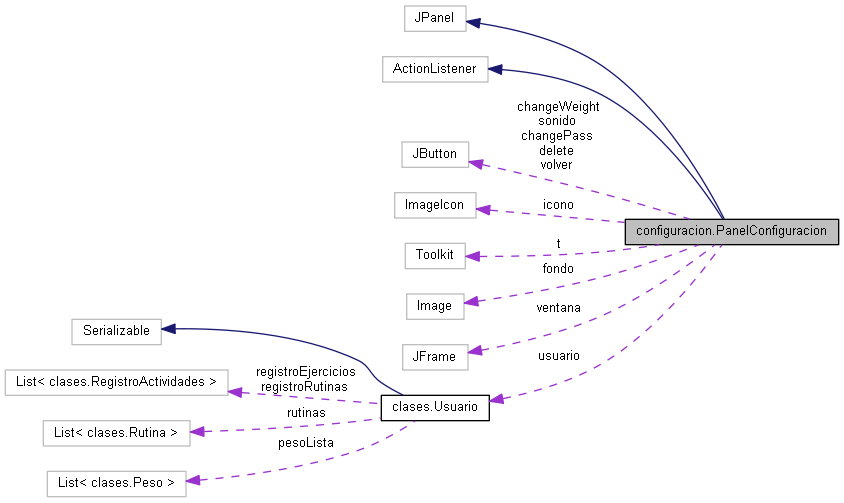 JPanel
ActionListener
changeWeight
sonido
changePass
delete
volver
JButton
ImageIcon
icono
configuracion.PanelConfiguracion
t
Toolkit
fondo
Image
ventana
Serializable
JFrame
usuario
registroEjercicios
registroRutinas
List< clases.RegistroActividades >
clases.Usuario
rutinas
List< clases.Rutina >
pesoLista
List< clases.Peso >